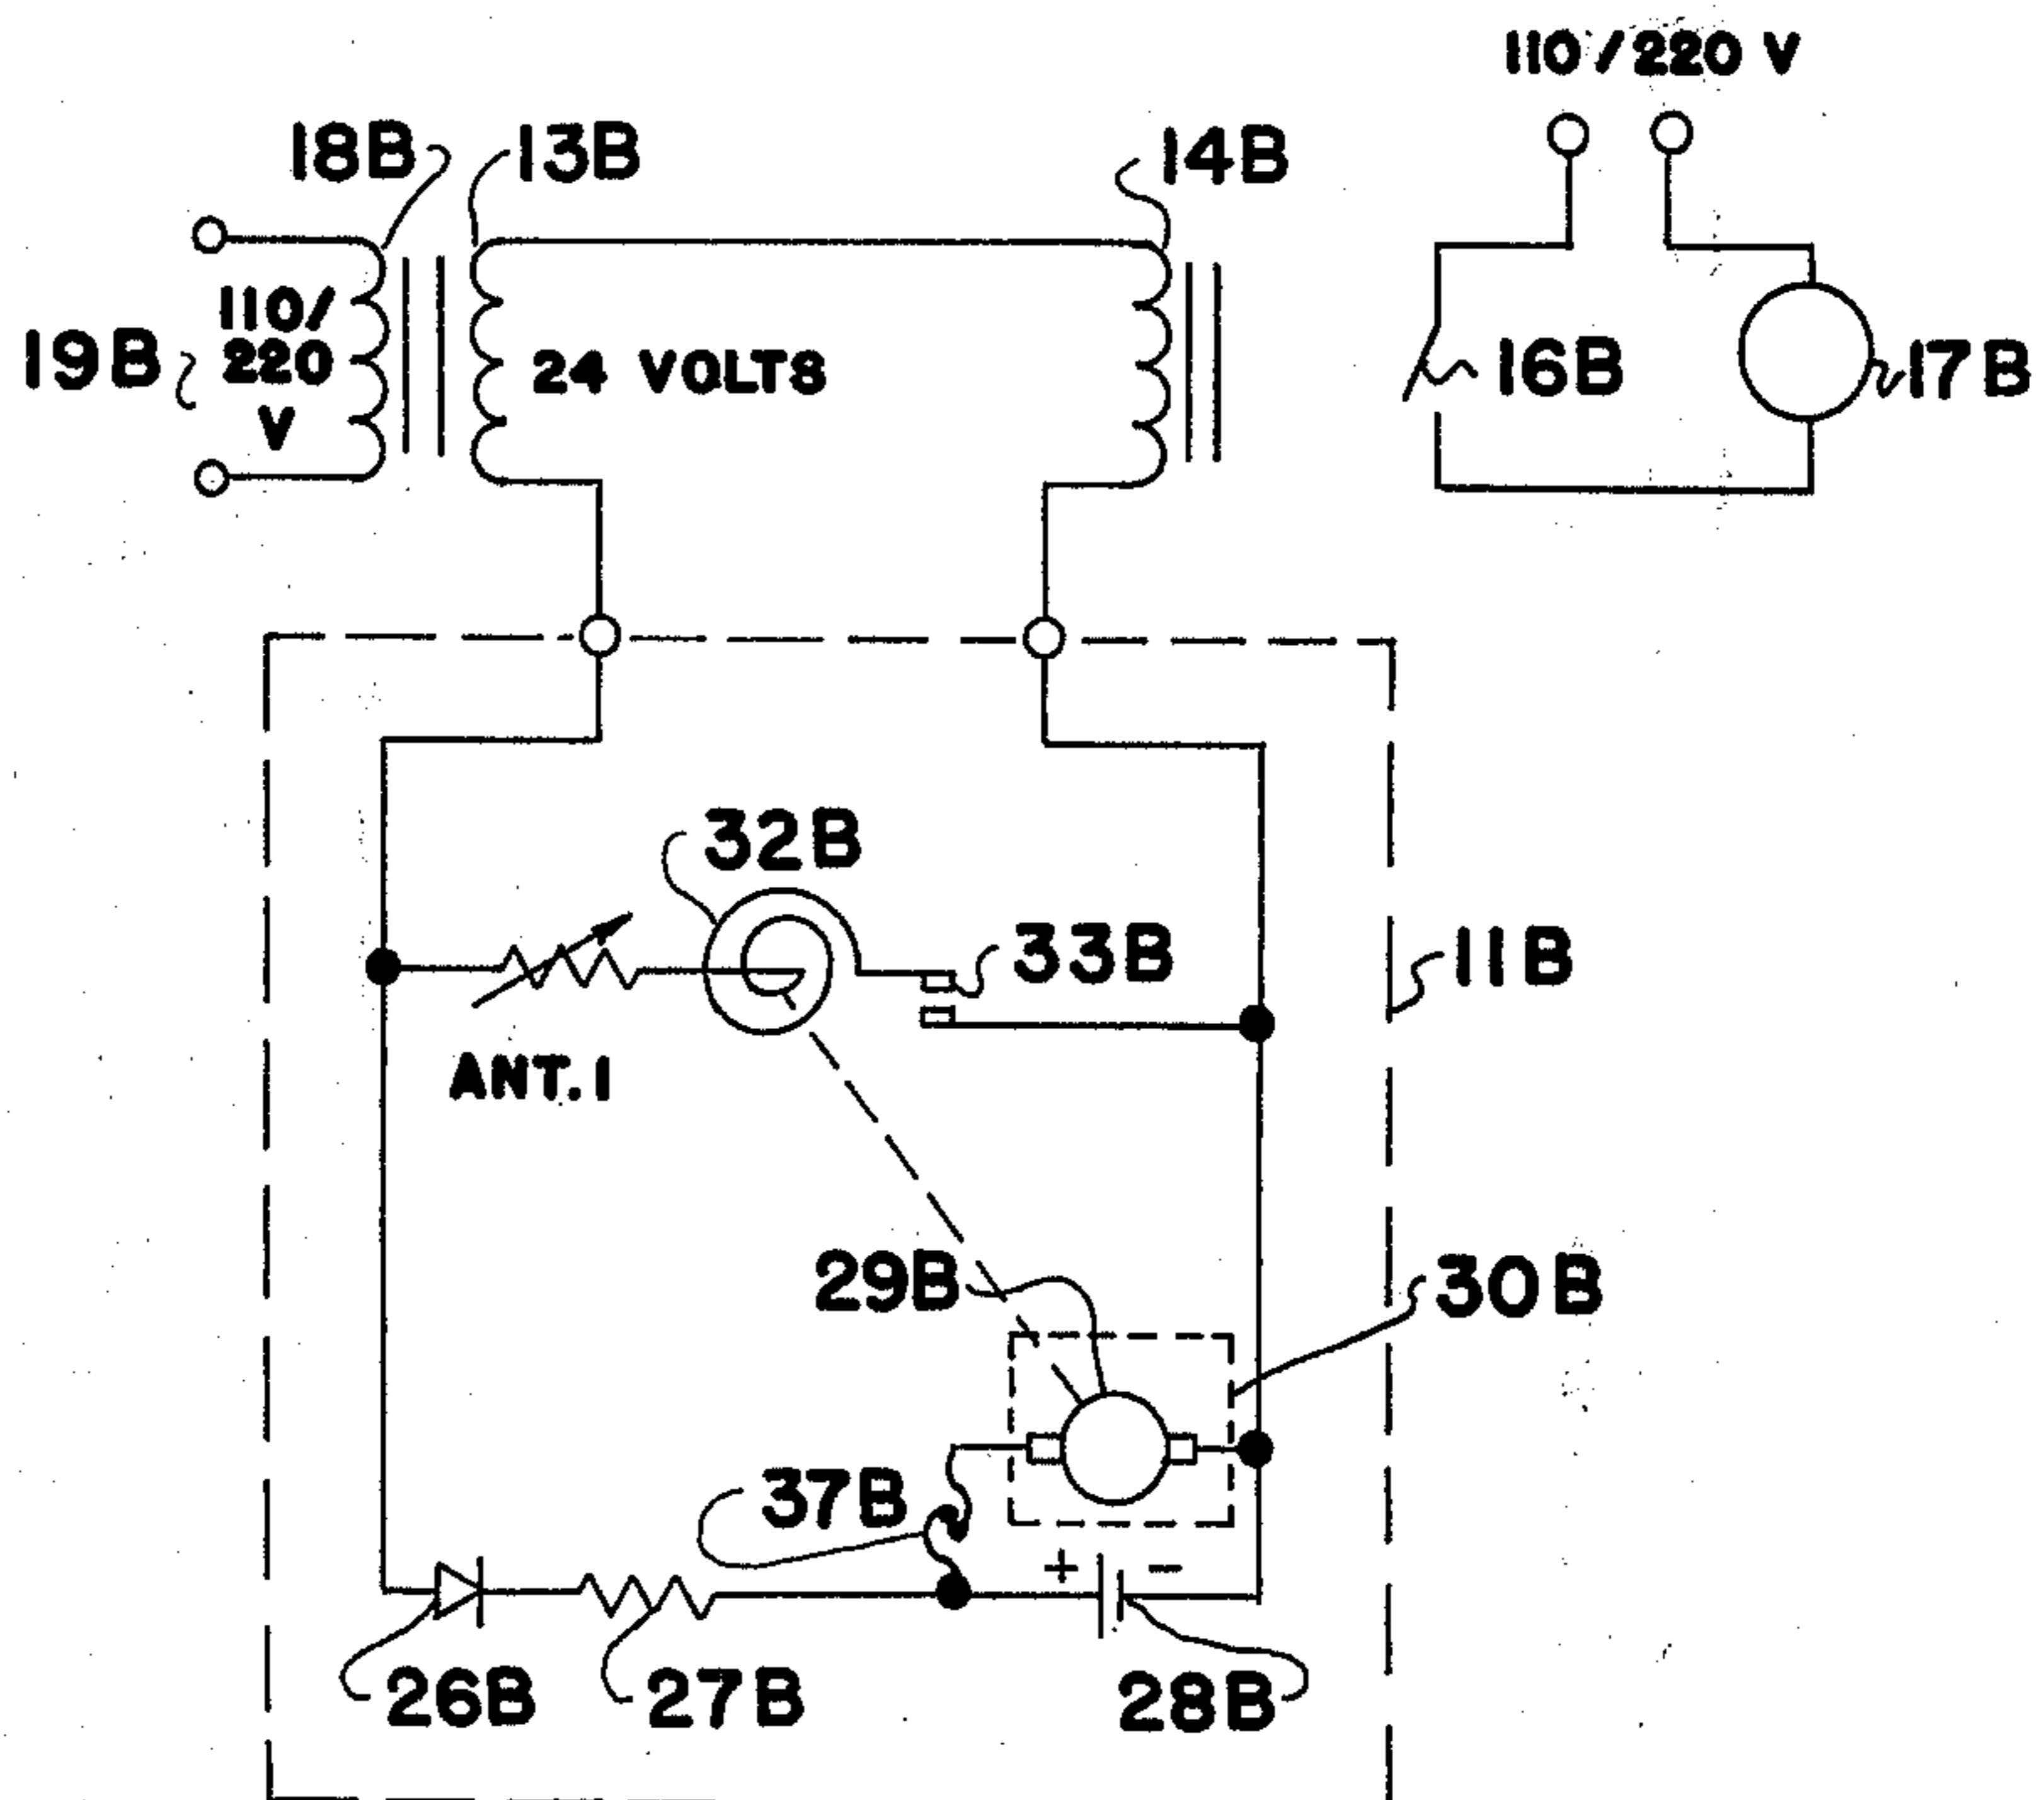 110/220 V
18B
13B
14B
110/
220
V
19B
24 VOLTS
16B
17B
32B
33B
11B
ANT.1
29B
30B
37B
+ -
26B
27B
28B